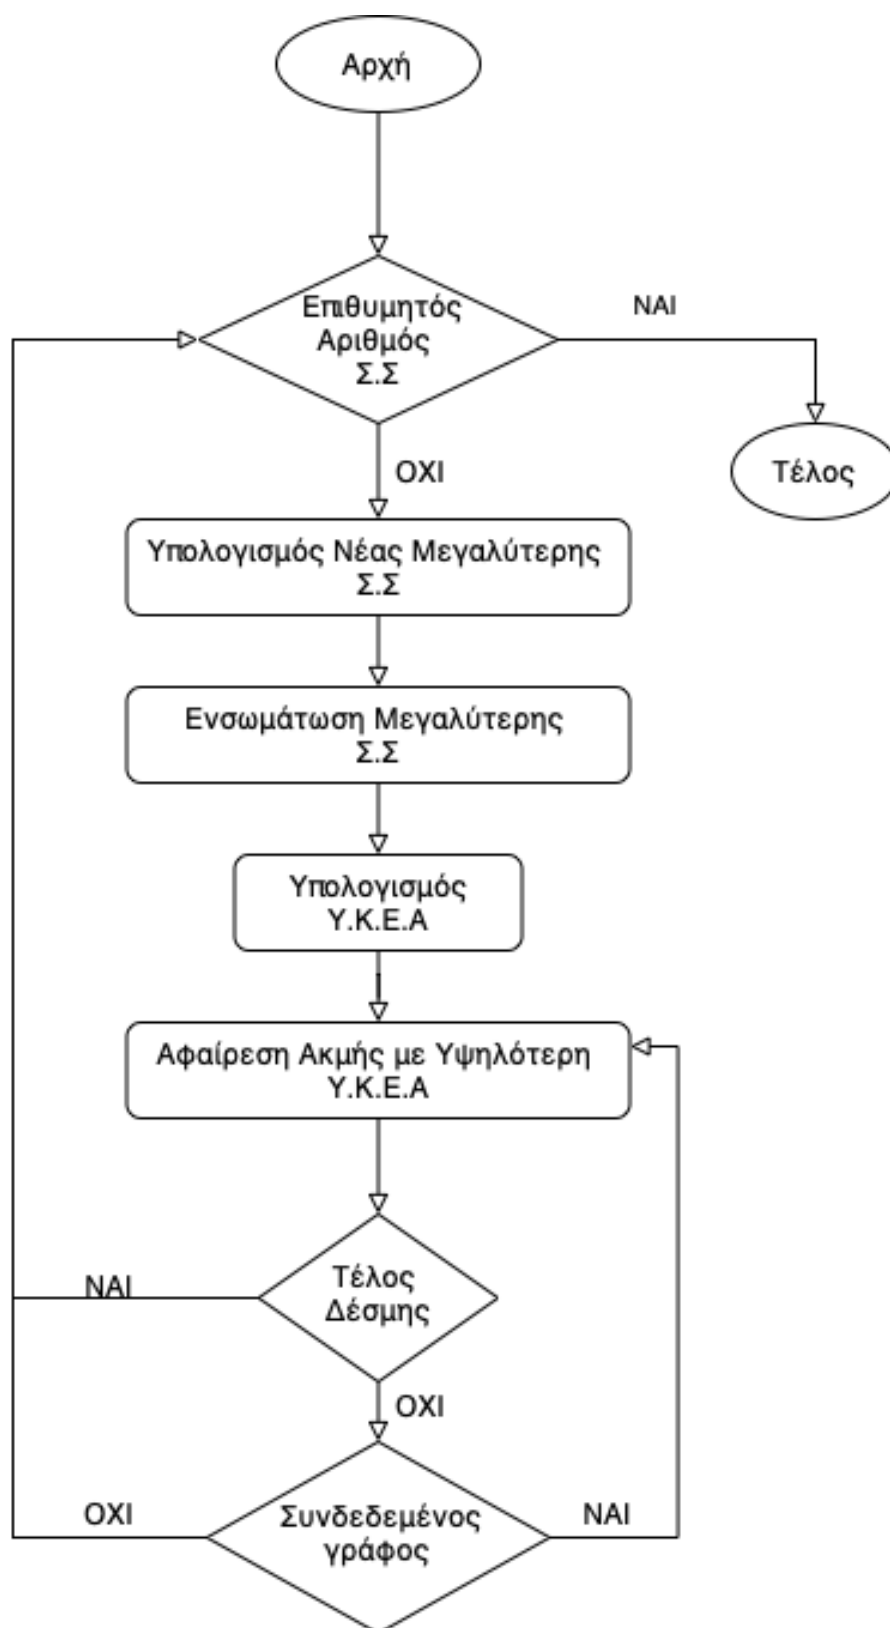 Αρχή
Επιθυμητός
Αριθμός
Σ.Σ
ΝΑΙ
Τέλος
ΟΧΙ
Υπολογισμός Νέας Μεγαλύτερης
Σ.Σ
Ενσωμάτωση Μεγαλύτερης
Σ.Σ
Υπολογισμός
Υ.Κ.Ε.Α
Αφαίρεση Ακμής με Υψηλότερη
Υ.Κ.Ε.Α
Τέλος
Δέσμης
ΝΑΙ
ΟΧΙ
Συνδεδεμένος
γράφος
ΟΧΙ
ΝΑΙ